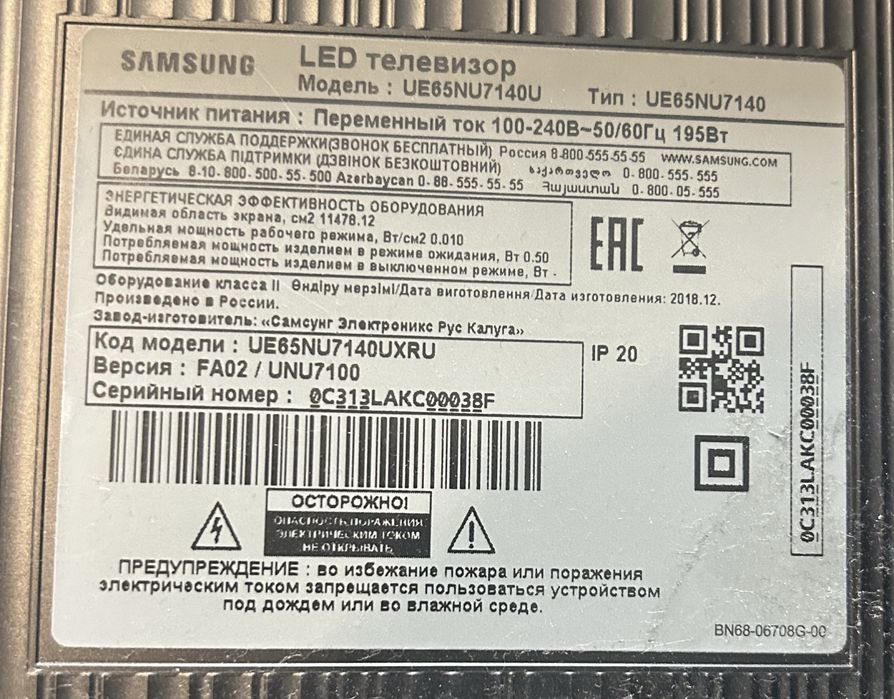 SAMSUNG LED телевизор
Модель : UE65NU7140U Тип : UE65NU7140
Источник питания : Переменный ток 100-240В~50/60Гц 195Вт
ЕДИНАЯ СЛУЖБА ПОДДЕРЖКИ(ЗВОНОК БЕСПЛАТНЫЙ) Россия 8-800-555-55-55 WWW.SAMSUNG.COM
ЄДИНА СЛУЖБА ПІДТРИМКИ (ДЗВІНОК БЕЗКОШТОВНИЙ) საქართველო 0-800-555-555
Беларусь 8-10-800-500-55-500 Azərbaycan 0-88-555-55-55 Հայաստան 0-800-05-555
ЭНЕРГЕТИЧЕСКАЯ ЭФФЕКТИВНОСТЬ ОБОРУДОВАНИЯ
Видимая область экрана, см2 11478.12
Удельная мощность рабочего режима, Вт/см2 0.010
Потребляемая мощность изделием в режиме ожидания, Вт 0.50
Потребляемая мощность изделием в выключенном режиме, Вт -
EAC
Оборудование класса II Өндіру мерзімі/Дата виготовлення/Дата изготовления: 2018.12.
Произведено в России.
Завод-изготовитель: «Самсунг Электроникс Рус Калуга»
Код модели : UE65NU7140UXRU
Версия : FA02 / UNU7100
Серийный номер : 0C313LAKC00038F
IP 20
0C313LAKC00038F
ОСТОРОЖНО!
ОПАСНОСТЬ ПОРАЖЕНИЯ
ЭЛЕКТРИЧЕСКИМ ТОКОМ
НЕ ОТКРЫВАТЬ
ПРЕДУПРЕЖДЕНИЕ : во избежание пожара или поражения
электрическим током запрещается пользоваться устройством
под дождем или во влажной среде.
BN68-06708G-00